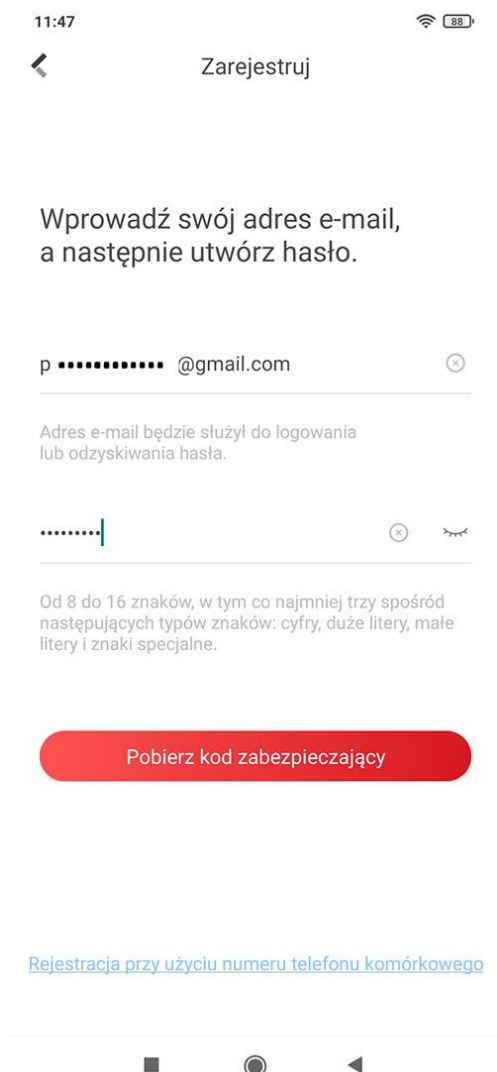 11:47
88
Zarejestruj
Wprowadź swój adres e-mail,
a następnie utwórz hasło.
p •••••••••••• @gmail.com
Adres e-mail będzie służył do logowania
lub odzyskiwania hasła.
•••••••••
Od 8 do 16 znaków, w tym co najmniej trzy spośród
następujących typów znaków: cyfry, duże litery, małe
litery i znaki specjalne.
Pobierz kod zabezpieczający
Rejestracja przy użyciu numeru telefonu komórkowego